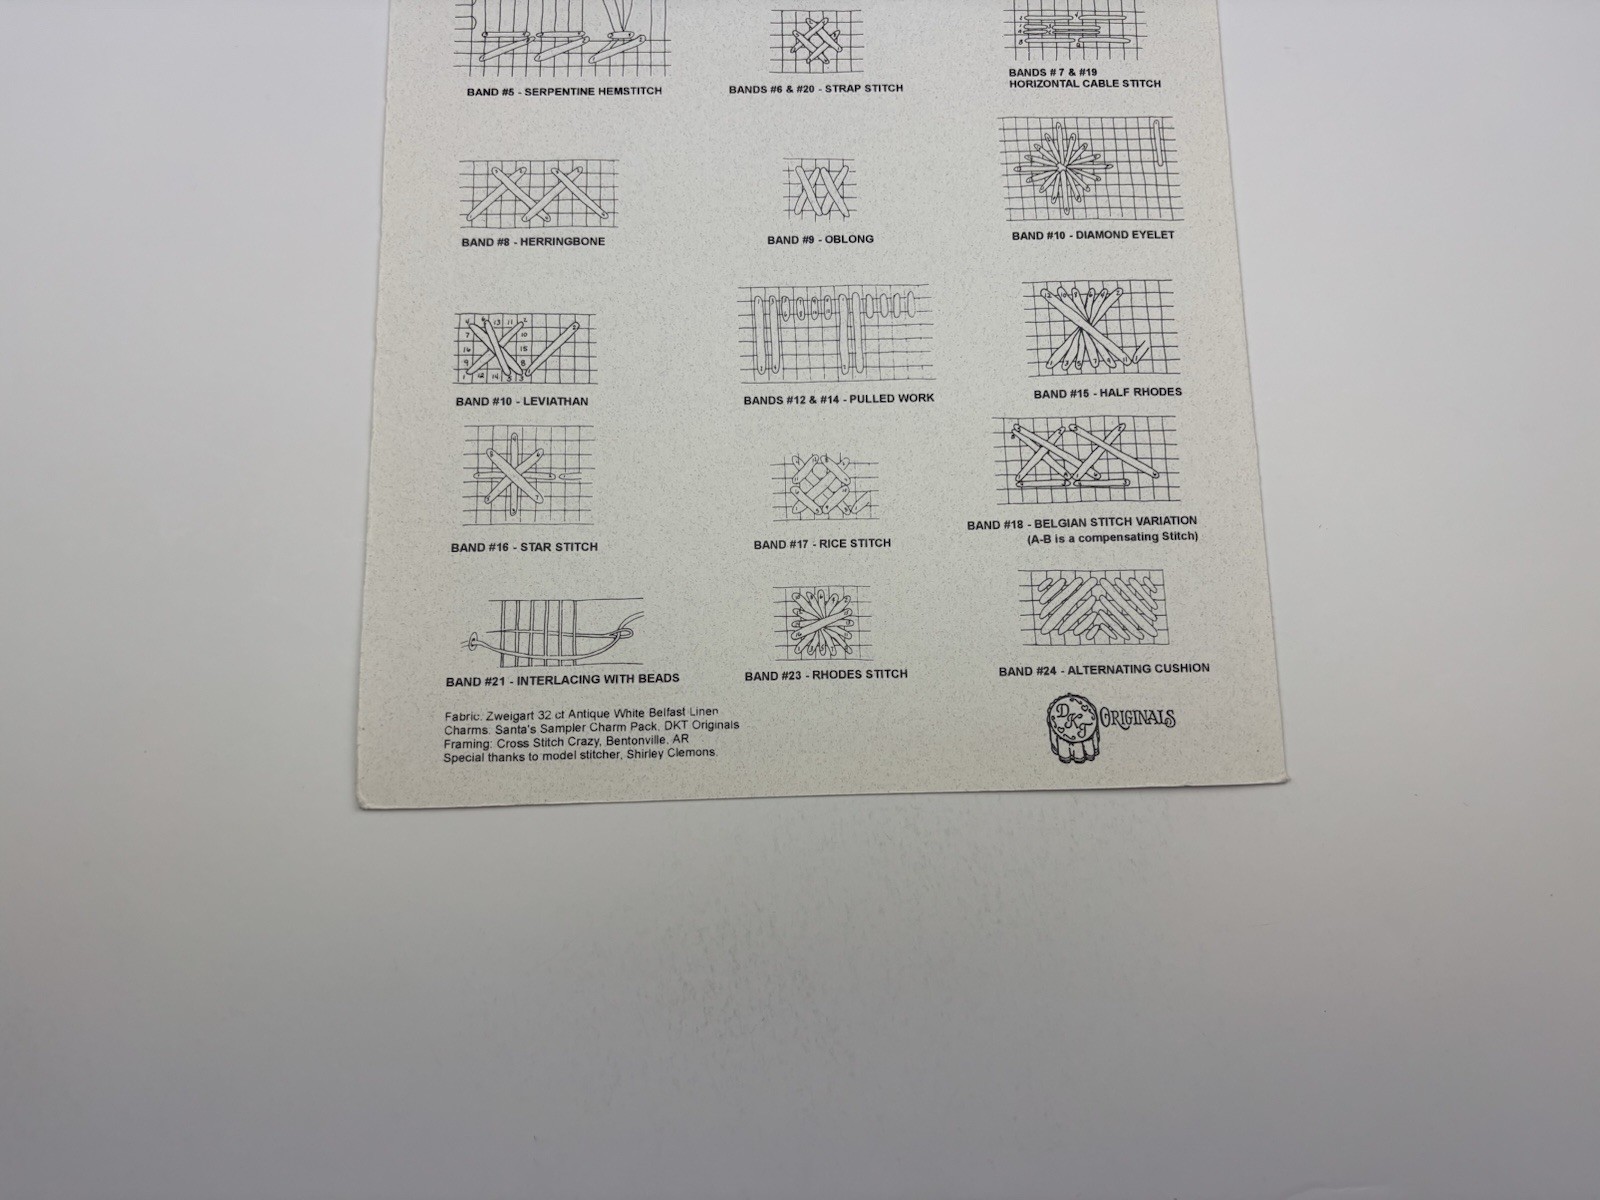 BAND #5 - SERPENTINE HEMSTITCH
BANDS #6 & #20 - STRAP STITCH
BANDS # 7 & #19
HORIZONTAL CABLE STITCH
BAND #8 - HERRINGBONE
BAND #9 - OBLONG
BAND #10 - DIAMOND EYELET
BAND #10 - LEVIATHAN
BANDS #12 & #14 - PULLED WORK
BAND #15 - HALF RHODES
BAND #16 - STAR STITCH
BAND #17 - RICE STITCH
BAND #18 - BELGIAN STITCH VARIATION
(A-B is a compensating Stitch)
BAND #21 - INTERLACING WITH BEADS
BAND #23 - RHODES STITCH
BAND #24 - ALTERNATING CUSHION
Fabric: Zweigart 32 ct Antique White Belfast Linen
Charms: Santa's Sampler Charm Pack, DKT Originals
Framing: Cross Stitch Crazy, Bentonville, AR
Special thanks to model stitcher, Shirley Clemons.
DKT ORIGINALS